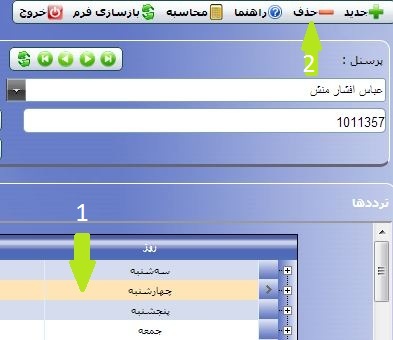 جدید حذف راهنما محاسبه بازسازی فرم خروج
2
پرسنل :
عباس افشار منش
1011357
ترددها
1
روز
سه‌شنبه
چهارشنبه
پنجشنبه
جمعه